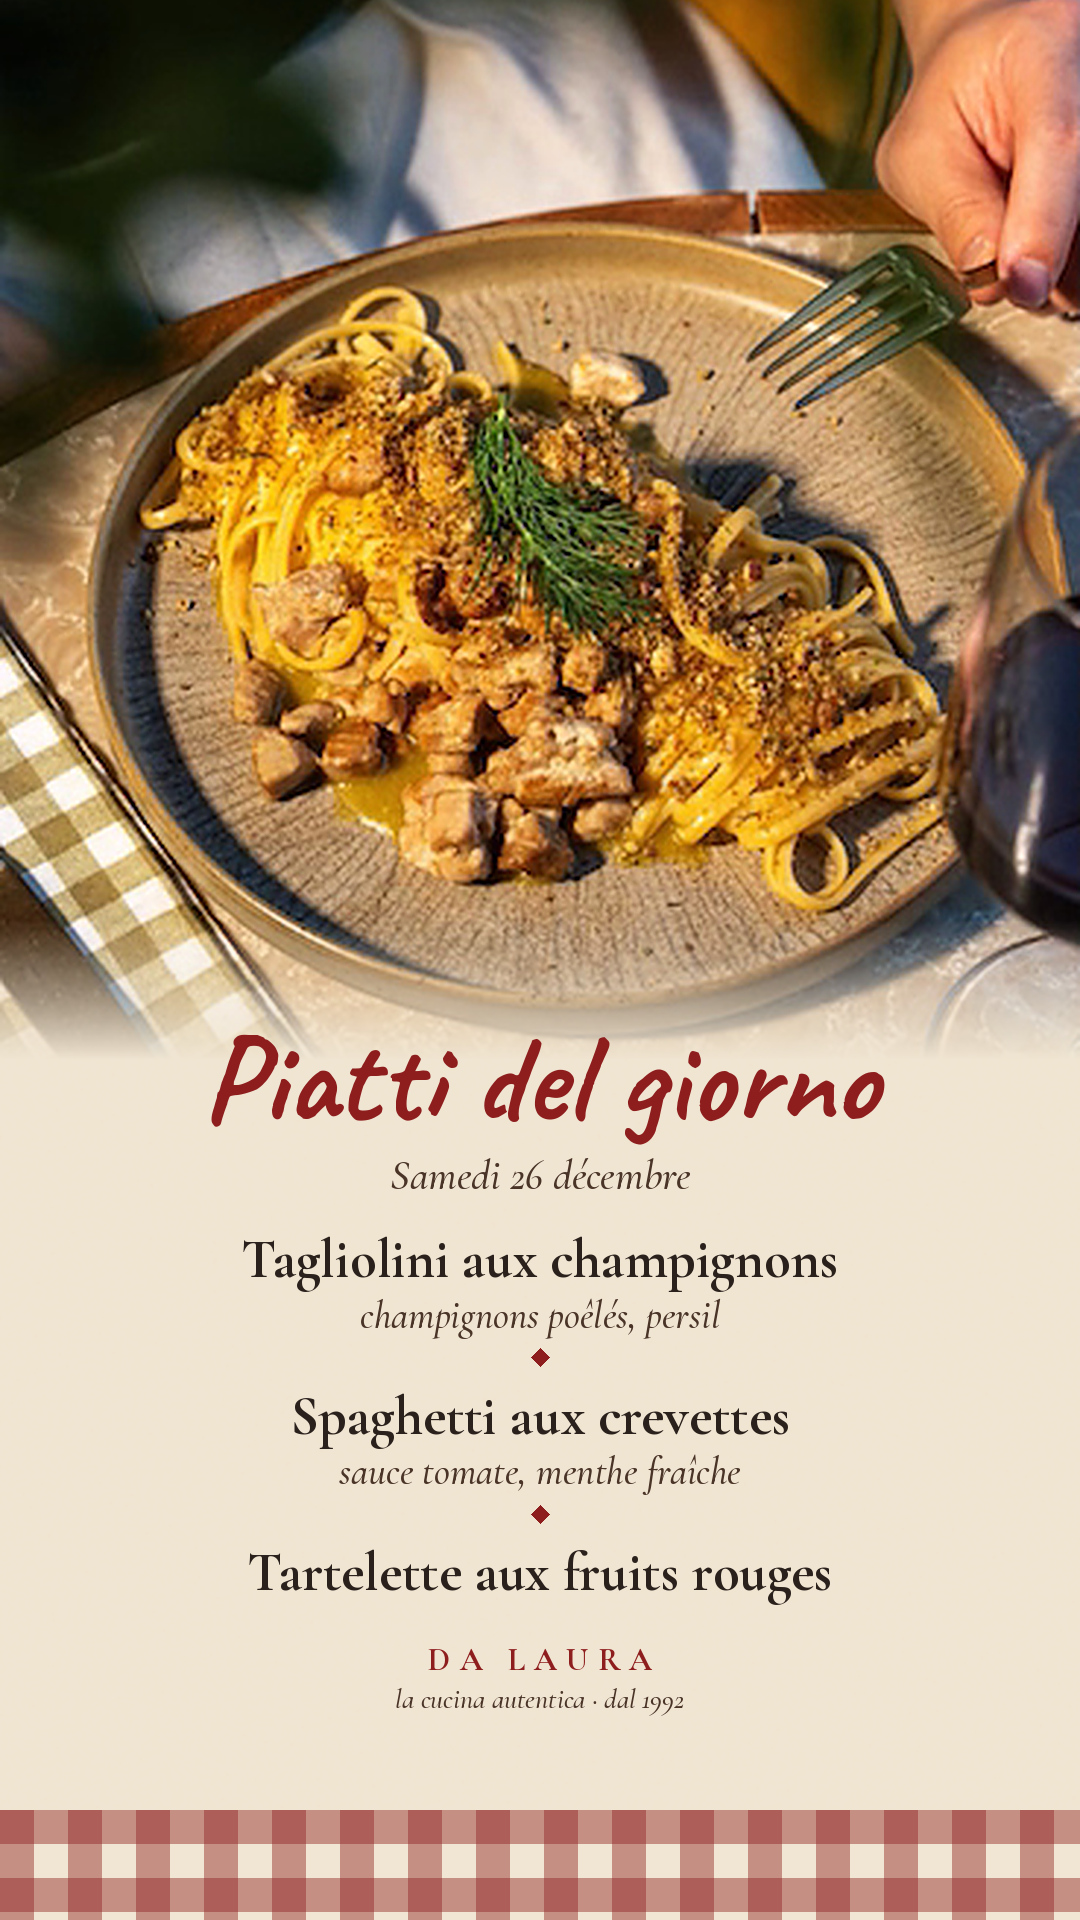 Piatti del giorno
Samedi 26 décembre
Tagliolini aux champignons
champignons poêlés, persil
Spaghetti aux crevettes
sauce tomate, menthe fraîche
Tartelette aux fruits rouges
DA LAURA
la cucina autentica · dal 1992